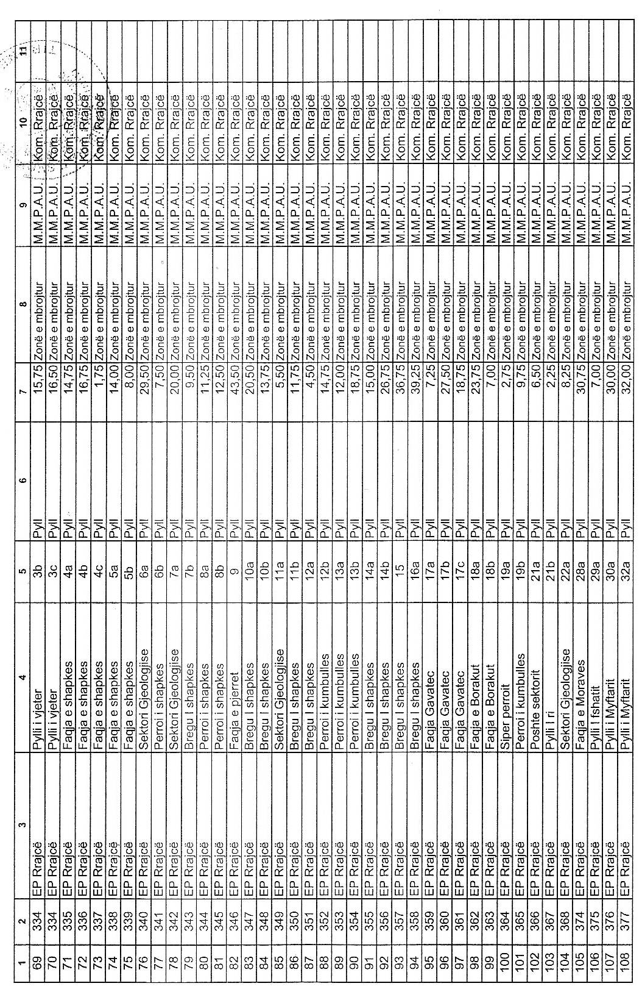 1 2 3 4 5 6 7 8 9 10 11
69 334 EP Rrajcë Pylli i vjeter 3b Pyll 15,75 Zonë e mbrojtur M.M.P.A.U. Kom. Rrajcë
70 334 EP Rrajcë Pylli i vjeter 3c Pyll 16,50 Zonë e mbrojtur M.M.P.A.U. Kom. Rrajcë
71 335 EP Rrajcë Faqja e shapkes 4a Pyll 14,75 Zonë e mbrojtur M.M.P.A.U. Kom. Rrajcë
72 336 EP Rrajcë Faqja e shapkes 4b Pyll 16,75 Zonë e mbrojtur M.M.P.A.U. Kom. Rrajcë
73 337 EP Rrajcë Faqja e shapkes 4c Pyll 1,75 Zonë e mbrojtur M.M.P.A.U. Kom. Rrajcë
74 338 EP Rrajcë Faqja e shapkes 5a Pyll 14,00 Zonë e mbrojtur M.M.P.A.U. Kom. Rrajcë
75 339 EP Rrajcë Faqja e shapkes 5b Pyll 8,00 Zonë e mbrojtur M.M.P.A.U. Kom. Rrajcë
76 340 EP Rrajcë Sektori Gjeologjise 6a Pyll 29,50 Zonë e mbrojtur M.M.P.A.U. Kom. Rrajcë
77 341 EP Rrajcë Perroi i shapkes 6b Pyll 7,50 Zonë e mbrojtur M.M.P.A.U. Kom. Rrajcë
78 342 EP Rrajcë Sektori Gjeologjise 7a Pyll 20,00 Zonë e mbrojtur M.M.P.A.U. Kom. Rrajcë
79 343 EP Rrajcë Bregu I shapkes 7b Pyll 9,50 Zonë e mbrojtur M.M.P.A.U. Kom. Rrajcë
80 344 EP Rrajcë Perroi i shapkes 8a Pyll 11,25 Zonë e mbrojtur M.M.P.A.U. Kom. Rrajcë
81 345 EP Rrajcë Perroi i shapkes 8b Pyll 12,50 Zonë e mbrojtur M.M.P.A.U. Kom. Rrajcë
82 346 EP Rrajcë Faqja e pjerret 9 Pyll 43,50 Zonë e mbrojtur M.M.P.A.U. Kom. Rrajcë
83 347 EP Rrajcë Bregu I shapkes 10a Pyll 20,50 Zonë e mbrojtur M.M.P.A.U. Kom. Rrajcë
84 348 EP Rrajcë Bregu I shapkes 10b Pyll 13,75 Zonë e mbrojtur M.M.P.A.U. Kom. Rrajcë
85 349 EP Rrajcë Sektori Gjeologjise 11a Pyll 5,50 Zonë e mbrojtur M.M.P.A.U. Kom. Rrajcë
86 350 EP Rrajcë Bregu I shapkes 11b Pyll 11,75 Zonë e mbrojtur M.M.P.A.U. Kom. Rrajcë
87 351 EP Rrajcë Bregu I shapkes 12a Pyll 4,50 Zonë e mbrojtur M.M.P.A.U. Kom. Rrajcë
88 352 EP Rrajcë Perroi i kumbulles 12b Pyll 14,75 Zonë e mbrojtur M.M.P.A.U. Kom. Rrajcë
89 353 EP Rrajcë Perroi i kumbulles 13a Pyll 12,00 Zonë e mbrojtur M.M.P.A.U. Kom. Rrajcë
90 354 EP Rrajcë Perroi i kumbulles 13b Pyll 18,75 Zonë e mbrojtur M.M.P.A.U. Kom. Rrajcë
91 355 EP Rrajcë Bregu I shapkes 14a Pyll 15,00 Zonë e mbrojtur M.M.P.A.U. Kom. Rrajcë
92 356 EP Rrajcë Bregu I shapkes 14b Pyll 26,75 Zonë e mbrojtur M.M.P.A.U. Kom. Rrajcë
93 357 EP Rrajcë Bregu I shapkes 15 Pyll 36,75 Zonë e mbrojtur M.M.P.A.U. Kom. Rrajcë
94 358 EP Rrajcë Bregu I shapkes 16a Pyll 39,25 Zonë e mbrojtur M.M.P.A.U. Kom. Rrajcë
95 359 EP Rrajcë Faqja Gavatec 17a Pyll 7,25 Zonë e mbrojtur M.M.P.A.U. Kom. Rrajcë
96 360 EP Rrajcë Faqja Gavatec 17b Pyll 27,50 Zonë e mbrojtur M.M.P.A.U. Kom. Rrajcë
97 361 EP Rrajcë Faqja Gavatec 17c Pyll 18,75 Zonë e mbrojtur M.M.P.A.U. Kom. Rrajcë
98 362 EP Rrajcë Faqja e Borakut 18a Pyll 23,75 Zonë e mbrojtur M.M.P.A.U. Kom. Rrajcë
99 363 EP Rrajcë Faqja e Borakut 18b Pyll 7,00 Zonë e mbrojtur M.M.P.A.U. Kom. Rrajcë
100 364 EP Rrajcë Siper perroit 19a Pyll 2,75 Zonë e mbrojtur M.M.P.A.U. Kom. Rrajcë
101 365 EP Rrajcë Perroi i kumbulles 19b Pyll 9,75 Zonë e mbrojtur M.M.P.A.U. Kom. Rrajcë
102 366 EP Rrajcë Poshte sektorit 21a Pyll 6,50 Zonë e mbrojtur M.M.P.A.U. Kom. Rrajcë
103 367 EP Rrajcë Pylli I ri 21b Pyll 2,25 Zonë e mbrojtur M.M.P.A.U. Kom. Rrajcë
104 368 EP Rrajcë Sektori Gjeologjise 22a Pyll 8,25 Zonë e mbrojtur M.M.P.A.U. Kom. Rrajcë
105 374 EP Rrajcë Faqja e Moraves 28a Pyll 30,75 Zonë e mbrojtur M.M.P.A.U. Kom. Rrajcë
106 375 EP Rrajcë Pylli I fshatit 29a Pyll 7,00 Zonë e mbrojtur M.M.P.A.U. Kom. Rrajcë
107 376 EP Rrajcë Pylli i Myftarit 30a Pyll 30,00 Zonë e mbrojtur M.M.P.A.U. Kom. Rrajcë
108 377 EP Rrajcë Pylli i Myftarit 32a Pyll 32,00 Zonë e mbrojtur M.M.P.A.U. Kom. Rrajcë